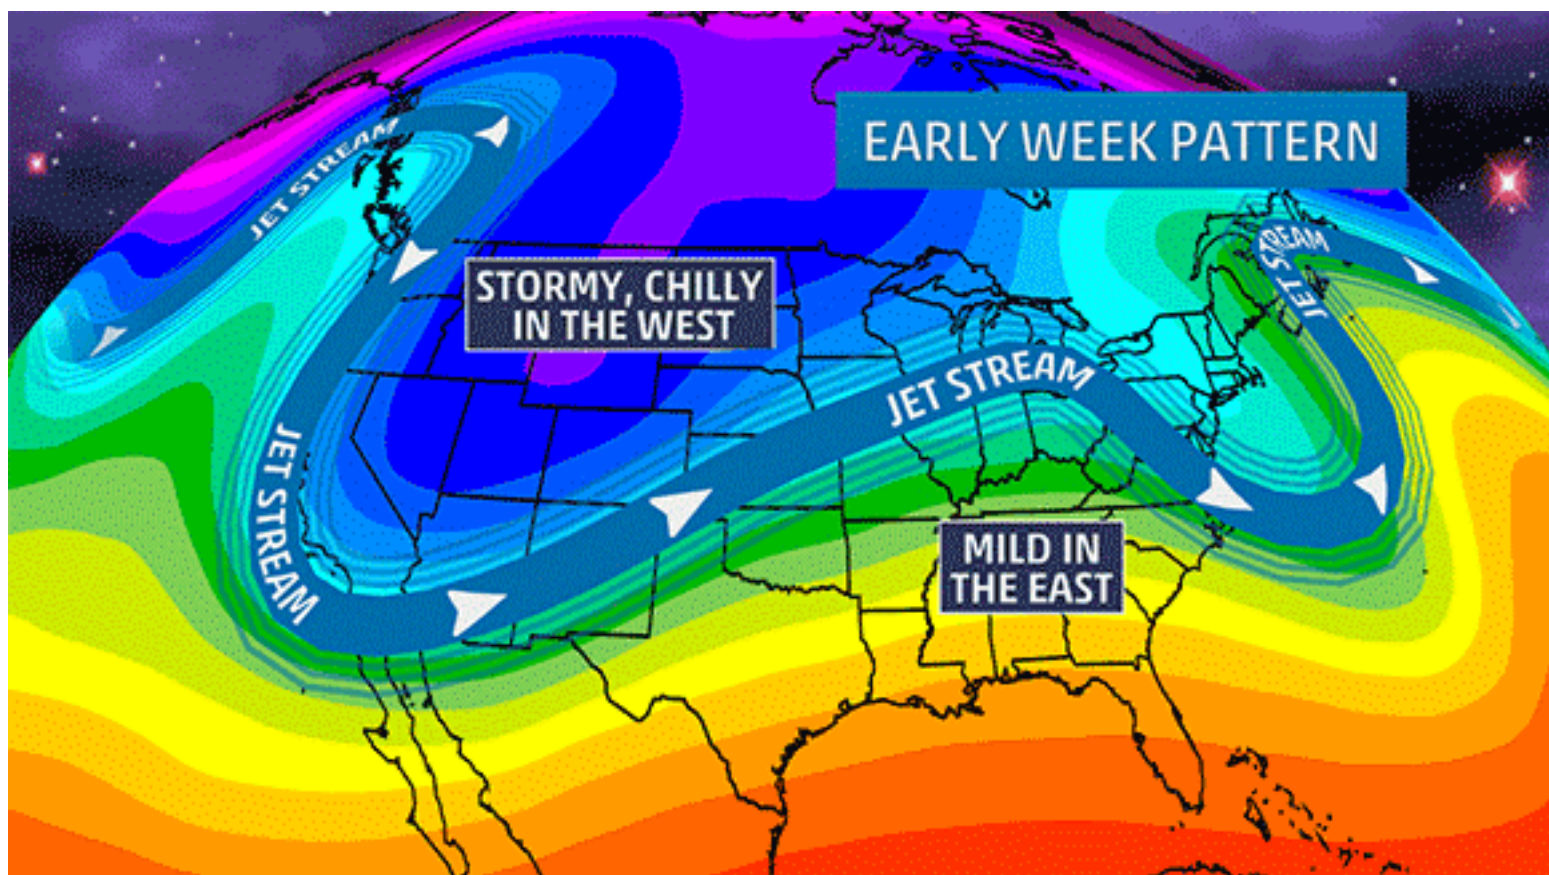 EARLY WEEK PATTERN
JET STREAM
STORMY, CHILLY
IN THE WEST
JET STREAM
JET STREAM
JET STREAM
MILD IN
THE EAST